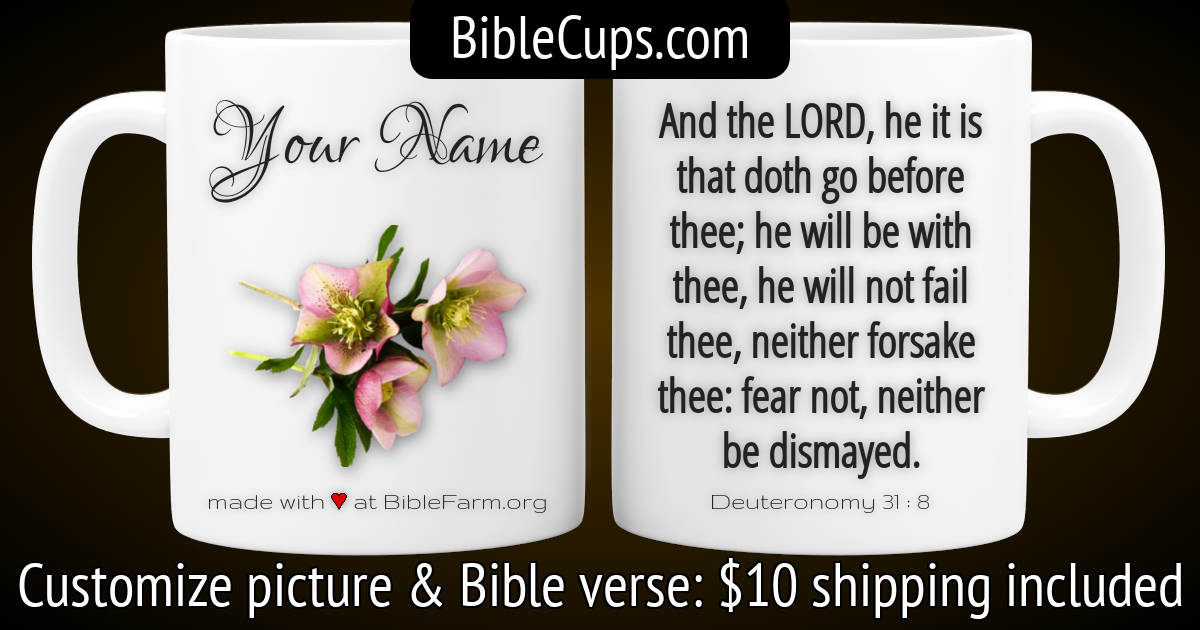 BibleCups.com
Your Name
made with ♥ at BibleFarm.org
And the LORD, he it is
that doth go before
thee; he will be with
thee, he will not fail
thee, neither forsake
thee: fear not, neither
be dismayed.
Deuteronomy 31 : 8
Customize picture & Bible verse: $10 shipping included